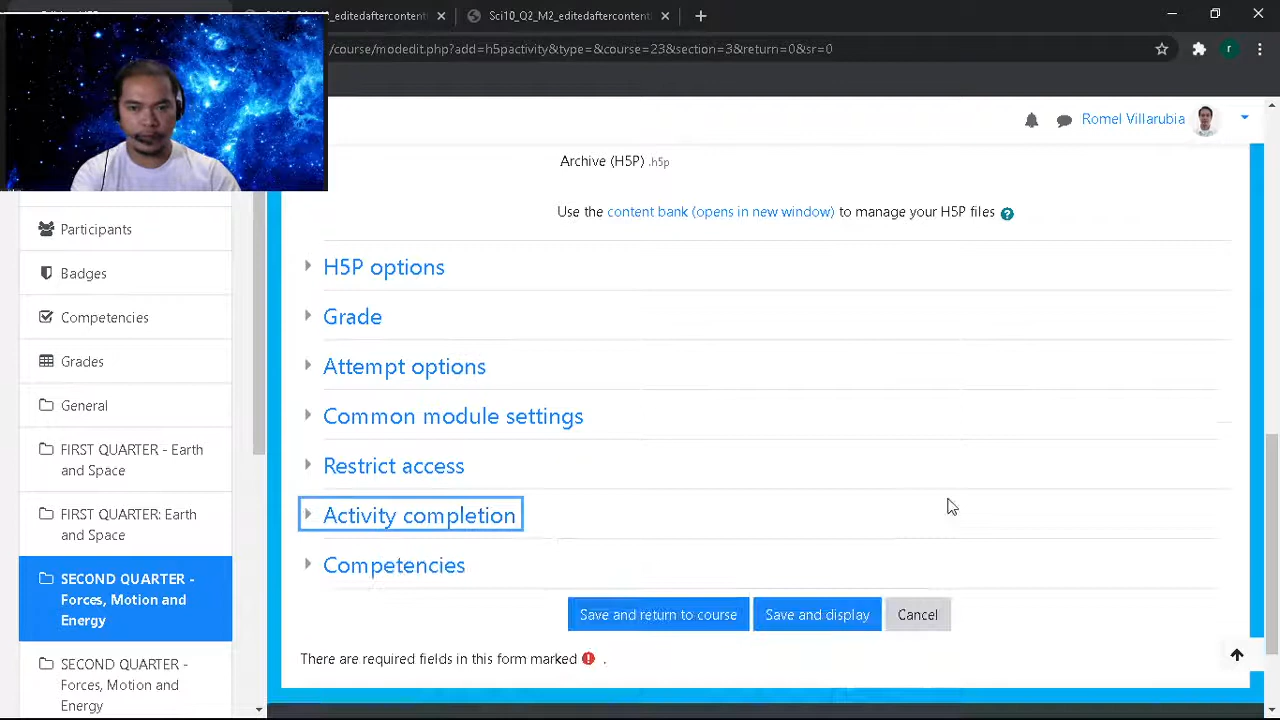 Sci10_Q2_M2_editedaftercontent
/course/modedit.php?add=h5pactivity&type=&course=23&section=3&return=0&sr=0
r
Romel Villarubia
Archive (H5P) .h5p
Use the content bank (opens in new window) to manage your H5P files
Participants
Badges
Competencies
Grades
General
FIRST QUARTER - Earth
and Space
FIRST QUARTER: Earth
and Space
SECOND QUARTER -
Forces, Motion and
Energy
SECOND QUARTER -
Forces, Motion and
Energy
H5P options
Grade
Attempt options
Common module settings
Restrict access
Activity completion
Competencies
Save and return to course
Save and display
Cancel
There are required fields in this form marked .